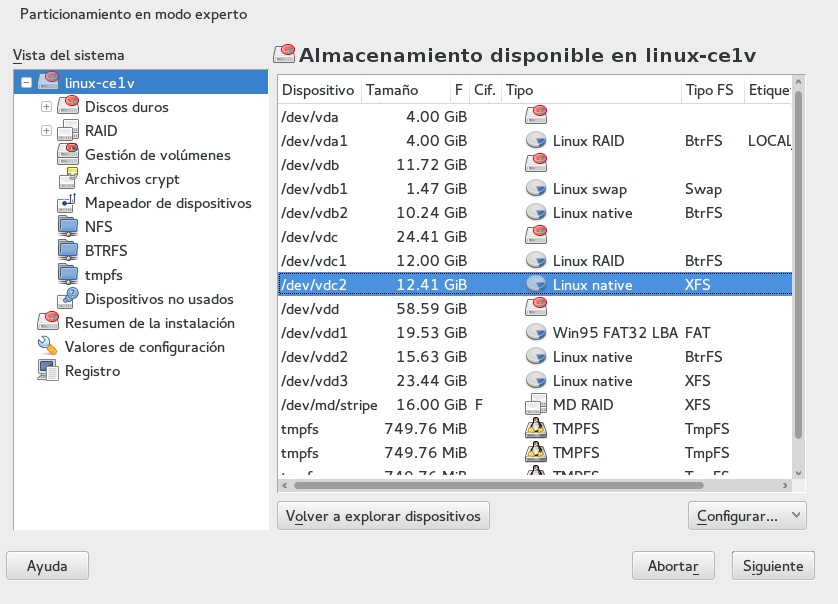 Particionamiento en modo experto
Vista del sistema
linux-ce1v
Discos duros
RAID
Gestión de volúmenes
Archivos crypt
Mapeador de dispositivos
NFS
BTRFS
tmpfs
Dispositivos no usados
Resumen de la instalación
Valores de configuración
Registro
Almacenamiento disponible en linux-ce1v
Dispositivo Tamaño F Cif. Tipo Tipo FS Etique
/dev/vda 4.00 GiB
/dev/vda1 4.00 GiB Linux RAID BtrFS LOCAL
/dev/vdb 11.72 GiB
/dev/vdb1 1.47 GiB Linux swap Swap
/dev/vdb2 10.24 GiB Linux native BtrFS
/dev/vdc 24.41 GiB
/dev/vdc1 12.00 GiB Linux RAID BtrFS
/dev/vdc2 12.41 GiB Linux native XFS
/dev/vdd 58.59 GiB
/dev/vdd1 19.53 GiB Win95 FAT32 LBA FAT
/dev/vdd2 15.63 GiB Linux native BtrFS
/dev/vdd3 23.44 GiB Linux native XFS
/dev/md/stripe 16.00 GiB F MD RAID XFS
tmpfs 749.76 MiB TMPFS TmpFS
tmpfs 749.76 MiB TMPFS TmpFS
tmpfs 749.76 MiB TMPFS TmpFS
Volver a explorar dispositivos Configurar...
Ayuda Abortar Siguiente